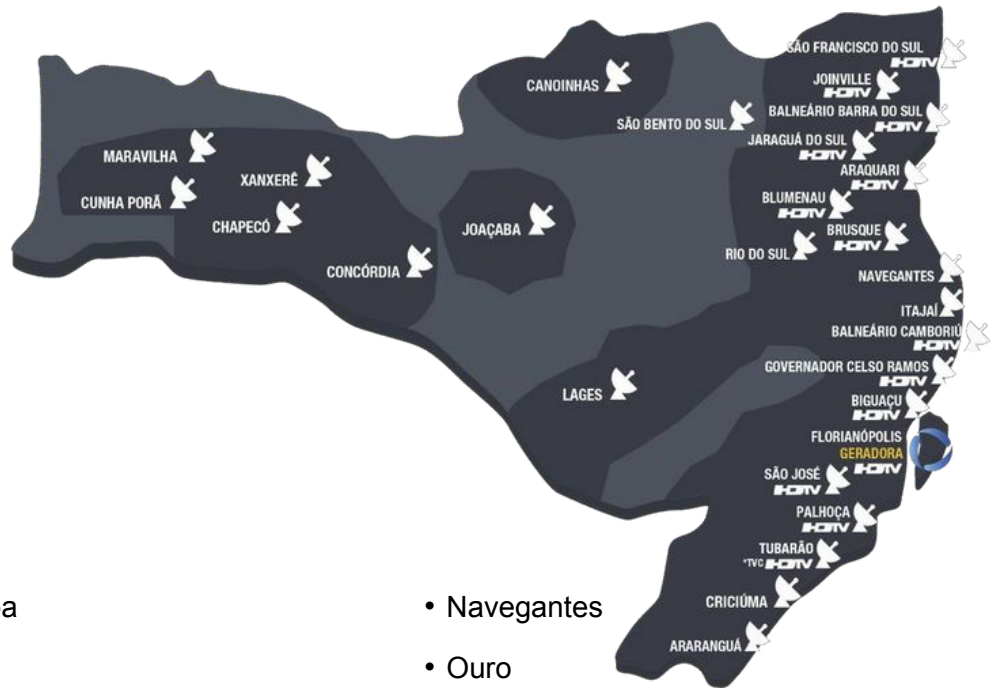 SÃO FRANCISCO DO SUL
HDTV
CANOINHAS
JOINVILLE
HDTV
BALNEÁRIO BARRA DO SUL
HDTV
SÃO BENTO DO SUL
JARAGUÁ DO SUL
HDTV
MARAVILHA
XANXERÊ
ARAQUARI
HDTV
CUNHA PORÃ
BLUMENAU
HDTV
CHAPECÓ
JOAÇABA
BRUSQUE
HDTV
RIO DO SUL
CONCÓRDIA
NAVEGANTES
ITAJAÍ
BALNEÁRIO CAMBORIÚ
HDTV
GOVERNADOR CELSO RAMOS
HDTV
LAGES
BIGUAÇU
HDTV
FLORIANÓPOLIS
GERADORA
HDTV
SÃO JOSÉ
HDTV
PALHOÇA
HDTV
TUBARÃO
*TVC HDTV
CRICIÚMA
ARARANGUÁ
• Navegantes
• Ouro